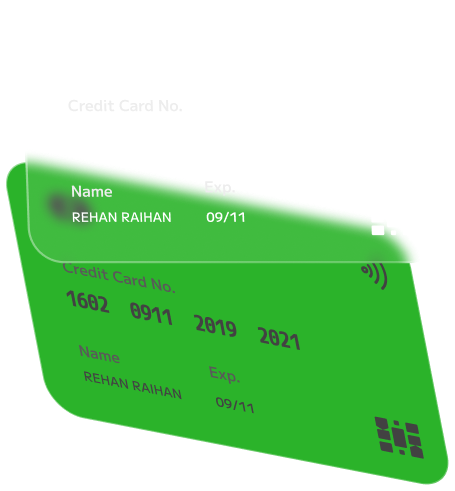 Credit Card No.
Name
Exp.
REHAN RAIHAN
09/11
Credit Card No.
1602 0911 2019 2021
Name
Exp.
REHAN RAIHAN
09/11